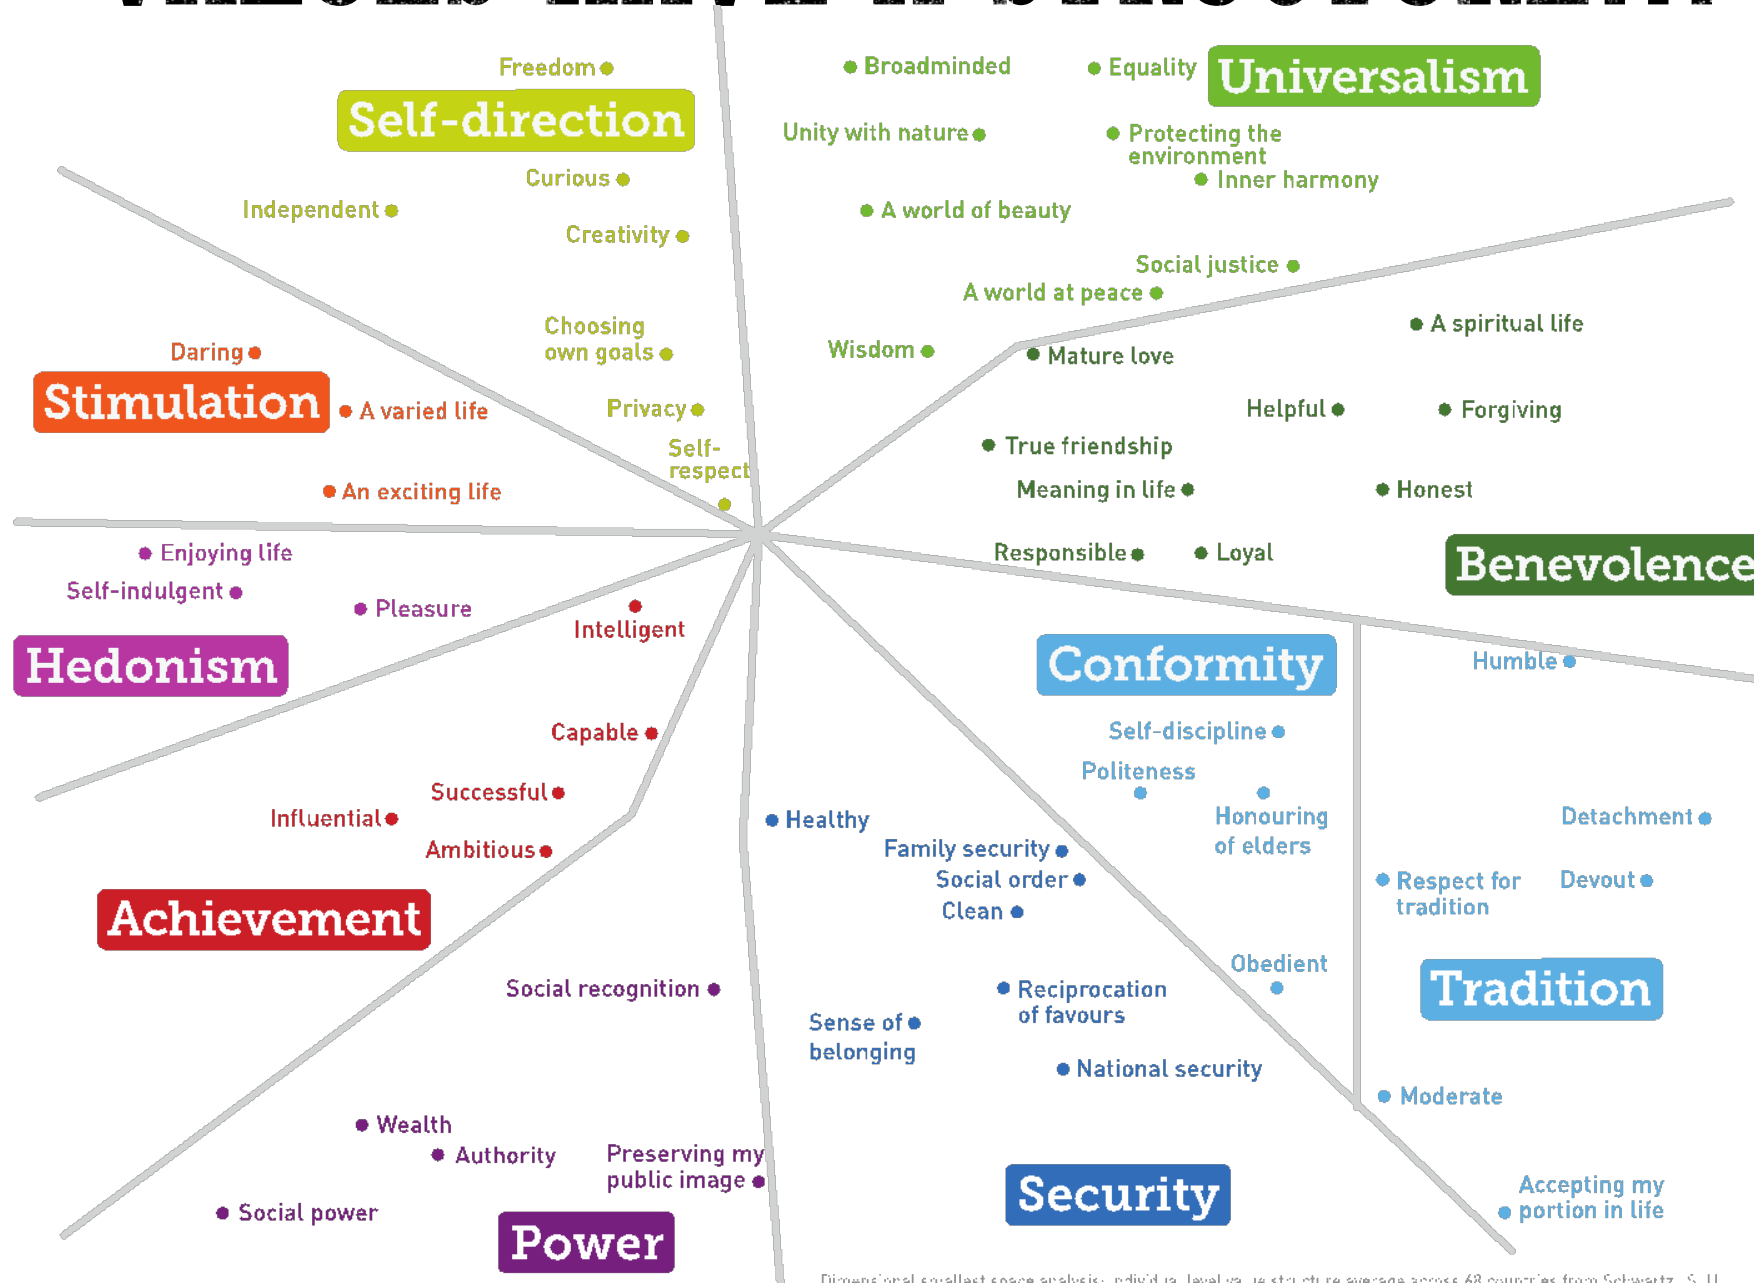 Freedom
Self-direction
Curious
Independent
Creativity
Choosing
own goals
Privacy
Self-
respect
Broadminded
Equality
Universalism
Unity with nature
Protecting the
environment
Inner harmony
A world of beauty
Social justice
A world at peace
Wisdom
Daring
Stimulation
A varied life
An exciting life
A spiritual life
Mature love
Helpful
Forgiving
True friendship
Meaning in life
Honest
Responsible
Loyal
Benevolence
Enjoying life
Self-indulgent
Pleasure
Hedonism
Intelligent
Capable
Successful
Influential
Ambitious
Achievement
Conformity
Humble
Self-discipline
Politeness
Honouring
of elders
Detachment
Respect for
tradition
Devout
Obedient
Tradition
Moderate
Accepting my
portion in life
Healthy
Family security
Social order
Clean
Reciprocation
of favours
Sense of
belonging
National security
Security
Social recognition
Wealth
Authority
Preserving my
public image
Social power
Power